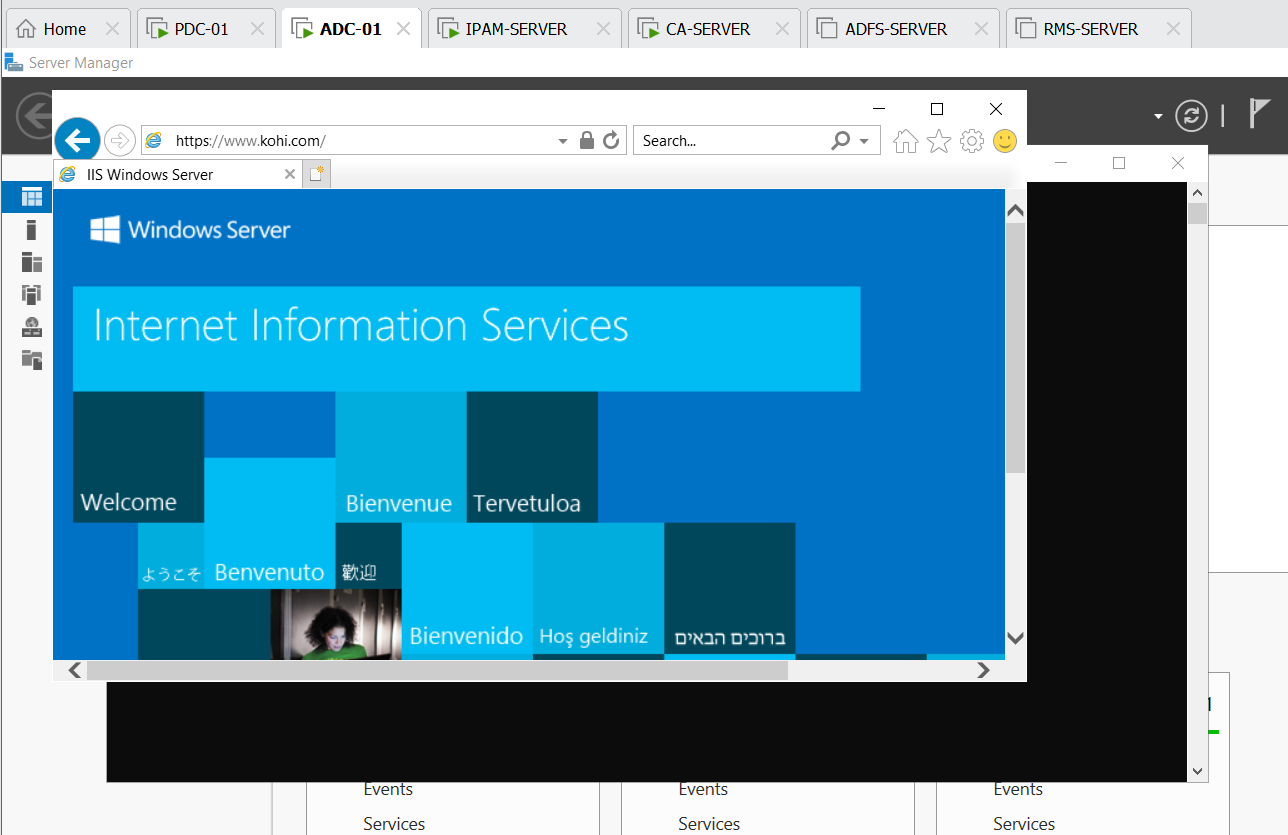 Home PDC-01 ADC-01 IPAM-SERVER CA-SERVER ADFS-SERVER RMS-SERVER
Server Manager
https://www.kohi.com/ Search...
IIS Windows Server
Windows Server
Internet Information Services
Welcome Bienvenue Tervetuloa
ようこそ Benvenuto 歡迎
Bienvenido Hoş geldiniz ברוכים הבאים
Events Events Events
Services Services Services